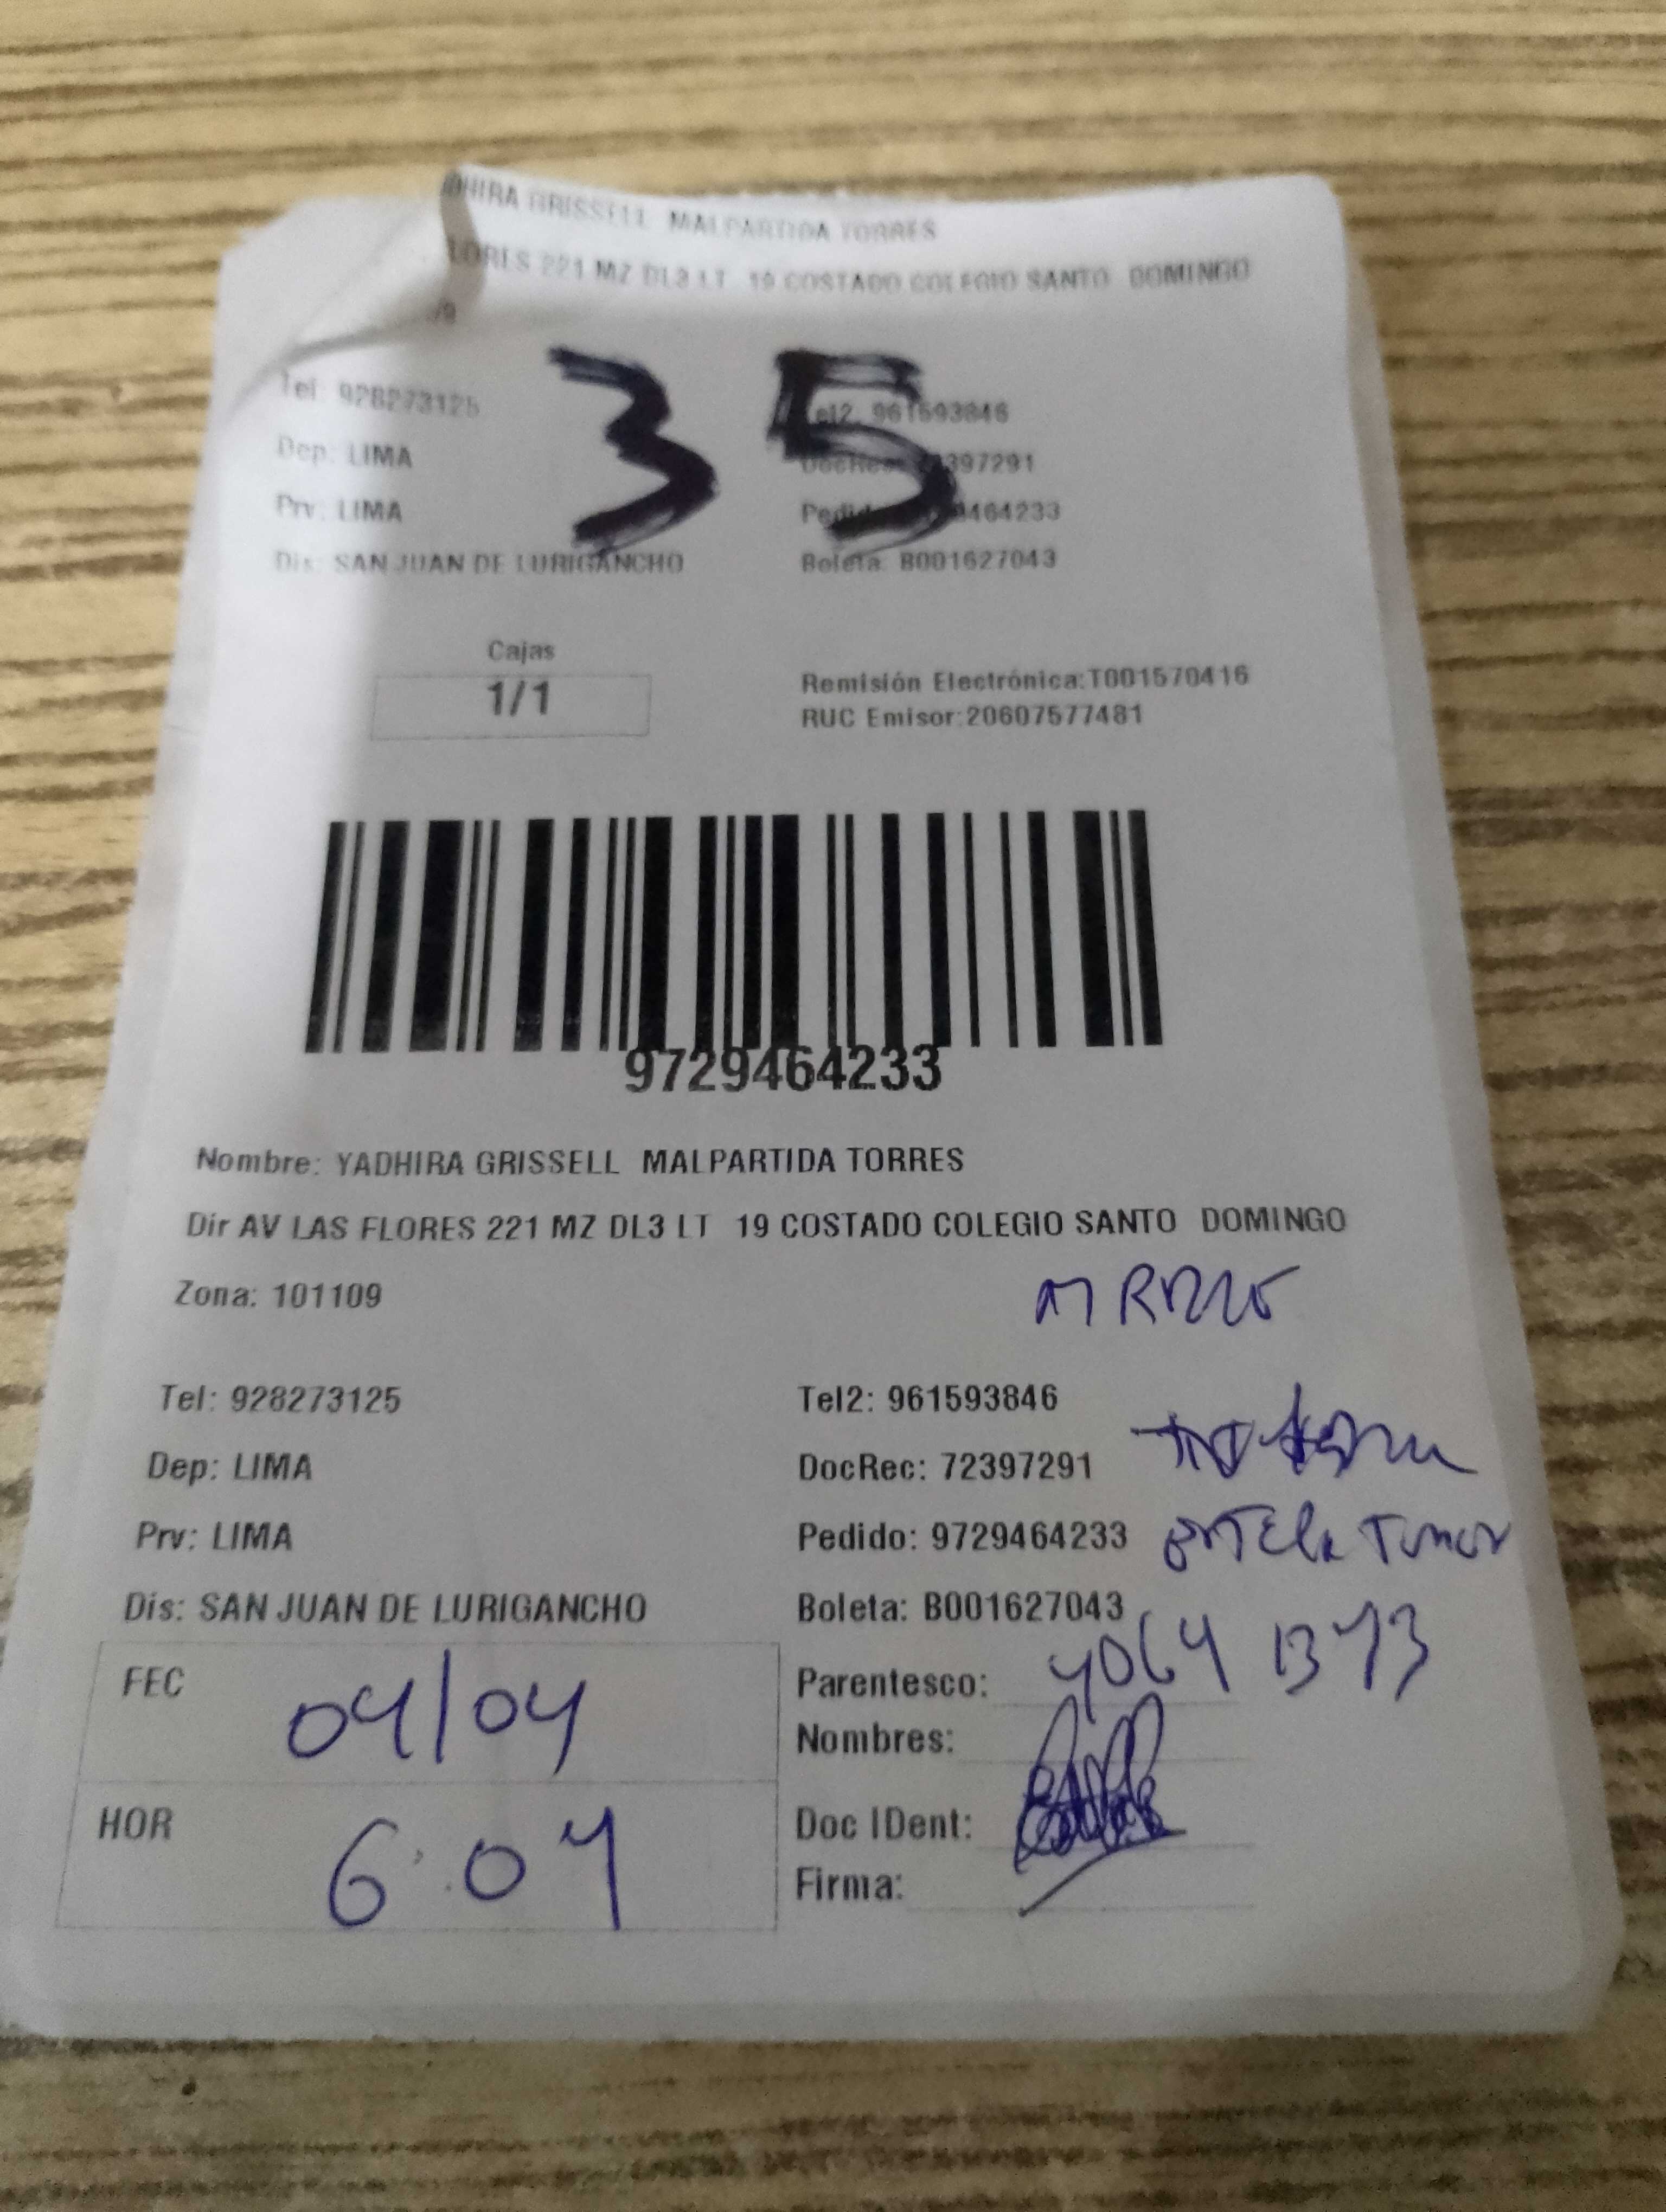 HIRA GRISSELL MALPARTIDA TORRES
LORES 221 MZ DL3 LT 19 COSTADO COLEGIO SANTO DOMINGO
35
Tel: 928273125 Tel2: 961593846
Dep: LIMA DocRec: 72397291
Prv: LIMA Pedido: 9729464233
Dis: SAN JUAN DE LURIGANCHO Boleta: B001627043
Cajas
1/1
Remisión Electrónica:T001570416
RUC Emisor:20607577481
9729464233
Nombre: YADHIRA GRISSELL MALPARTIDA TORRES
Dir AV LAS FLORES 221 MZ DL3 LT 19 COSTADO COLEGIO SANTO DOMINGO
Zona: 101109
Tel: 928273125 Tel2: 961593846
Dep: LIMA DocRec: 72397291
Prv: LIMA Pedido: 9729464233
Dis: SAN JUAN DE LURIGANCHO Boleta: B001627043
FEC 04/04 Parentesco:
Nombres:
HOR 6:04 Doc IDent:
Firma: